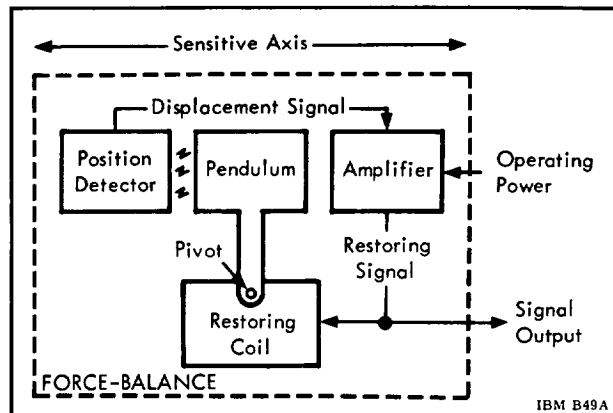 Sensitive Axis
Displacement Signal
Position
Detector
Pendulum
Amplifier
Operating
Power
Pivot
Restoring
Signal
Restoring
Coil
Signal
Output
FORCE-BALANCE
IBM B49A